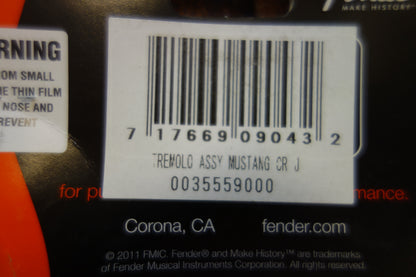 MAKE HISTORY
RNING
OM SMALL
E THIN FILM
NOSE AND
REVENT
7 17669 09043 2
TREMOLO ASSY MUSTANG CR J
0035559000
for pu
mance.
Corona, CA
fender.com
© 2011 FMIC. Fender® and Make History™ are trademarks
of Fender Musical Instruments Corporation. All rights reserved.